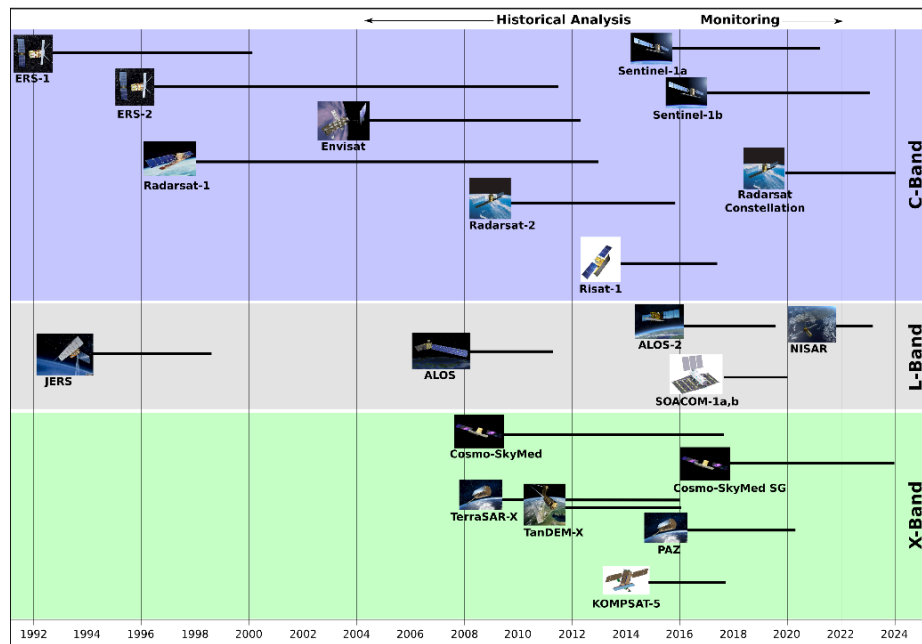 Historical Analysis Monitoring
ERS-1
Sentinel-1a
ERS-2
Sentinel-1b
Envisat
Radarsat-1
Radarsat
Constellation
Radarsat-2
Risat-1
C-Band
ALOS-2
NISAR
JERS
ALOS
SOACOM-1a,b
L-Band
Cosmo-SkyMed
Cosmo-SkyMed SG
TerraSAR-X
TanDEM-X
PAZ
KOMPSAT-5
X-Band
1992 1994 1996 1998 2000 2002 2004 2006 2008 2010 2012 2014 2016 2018 2020 2022 2024